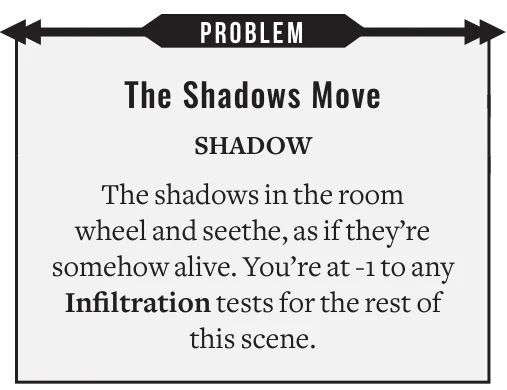 PROBLEM
The Shadows Move
SHADOW
The shadows in the room
wheel and seethe, as if they're
somehow alive. You're at -1 to any
Infiltration tests for the rest of
this scene.